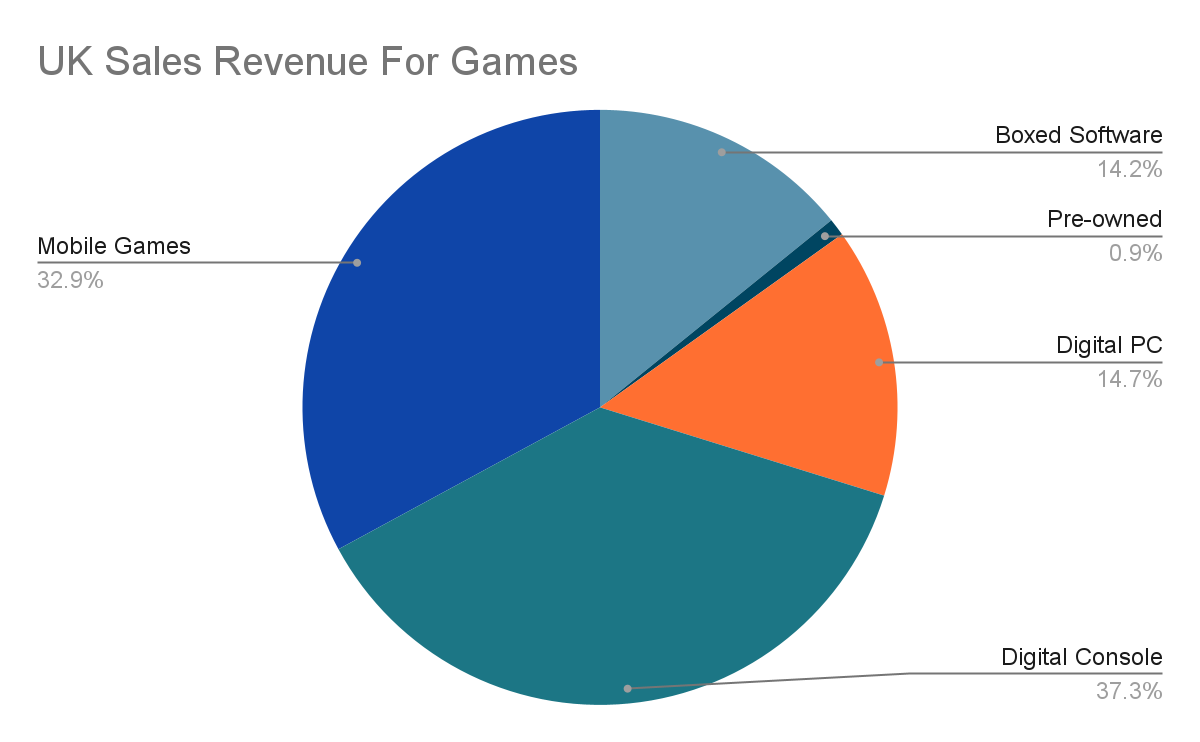 UK Sales Revenue For Games
Boxed Software
14.2%
Pre-owned
0.9%
Mobile Games
32.9%
Digital PC
14.7%
Digital Console
37.3%